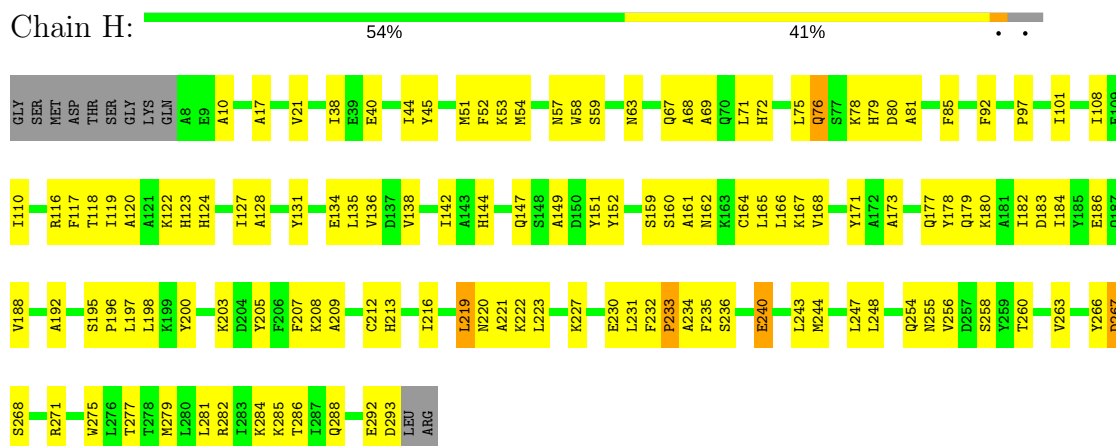 Chain H:
54% 41% • •
GLY SER MET ASP THR SER GLY LYS GLN A8 E9 A10 A17 V21 I38 E39 E40 I44 Y45 M51 F52 K53 M54 N57 W58 S59 N63 Q67 A68 A69 Q70 L71 H72 L75 Q76 S77 K78 H79 D80 A81 F85 F92 P97 I101 I108 E109
I110 R116 F117 T118 I119 A120 A121 K122 H123 H124 I127 A128 Y131 E134 L135 V136 D137 V138 I142 A143 H144 Q147 S148 A149 D150 Y151 Y152 S159 S160 A161 N162 K163 C164 L165 L166 K167 V168 Y171 A172 A173 Q177 Y178 Q179 K180 A181 I182 D183 I184 Y185 E186 Q187
V188 A192 S195 P196 L197 L198 K199 Y200 K203 D204 Y205 F206 F207 K208 A209 C212 H213 I216 L219 N220 A221 K222 L223 K227 E230 L231 F232 P233 A234 F235 S236 E240 L243 M244 L247 L248 Q254 N255 V256 D257 S258 Y259 T260 V263 Y266 D267
S268 R271 W275 L276 T277 T278 M279 L280 L281 R282 I283 K284 K285 T286 I287 Q288 E292 D293 LEU ARG